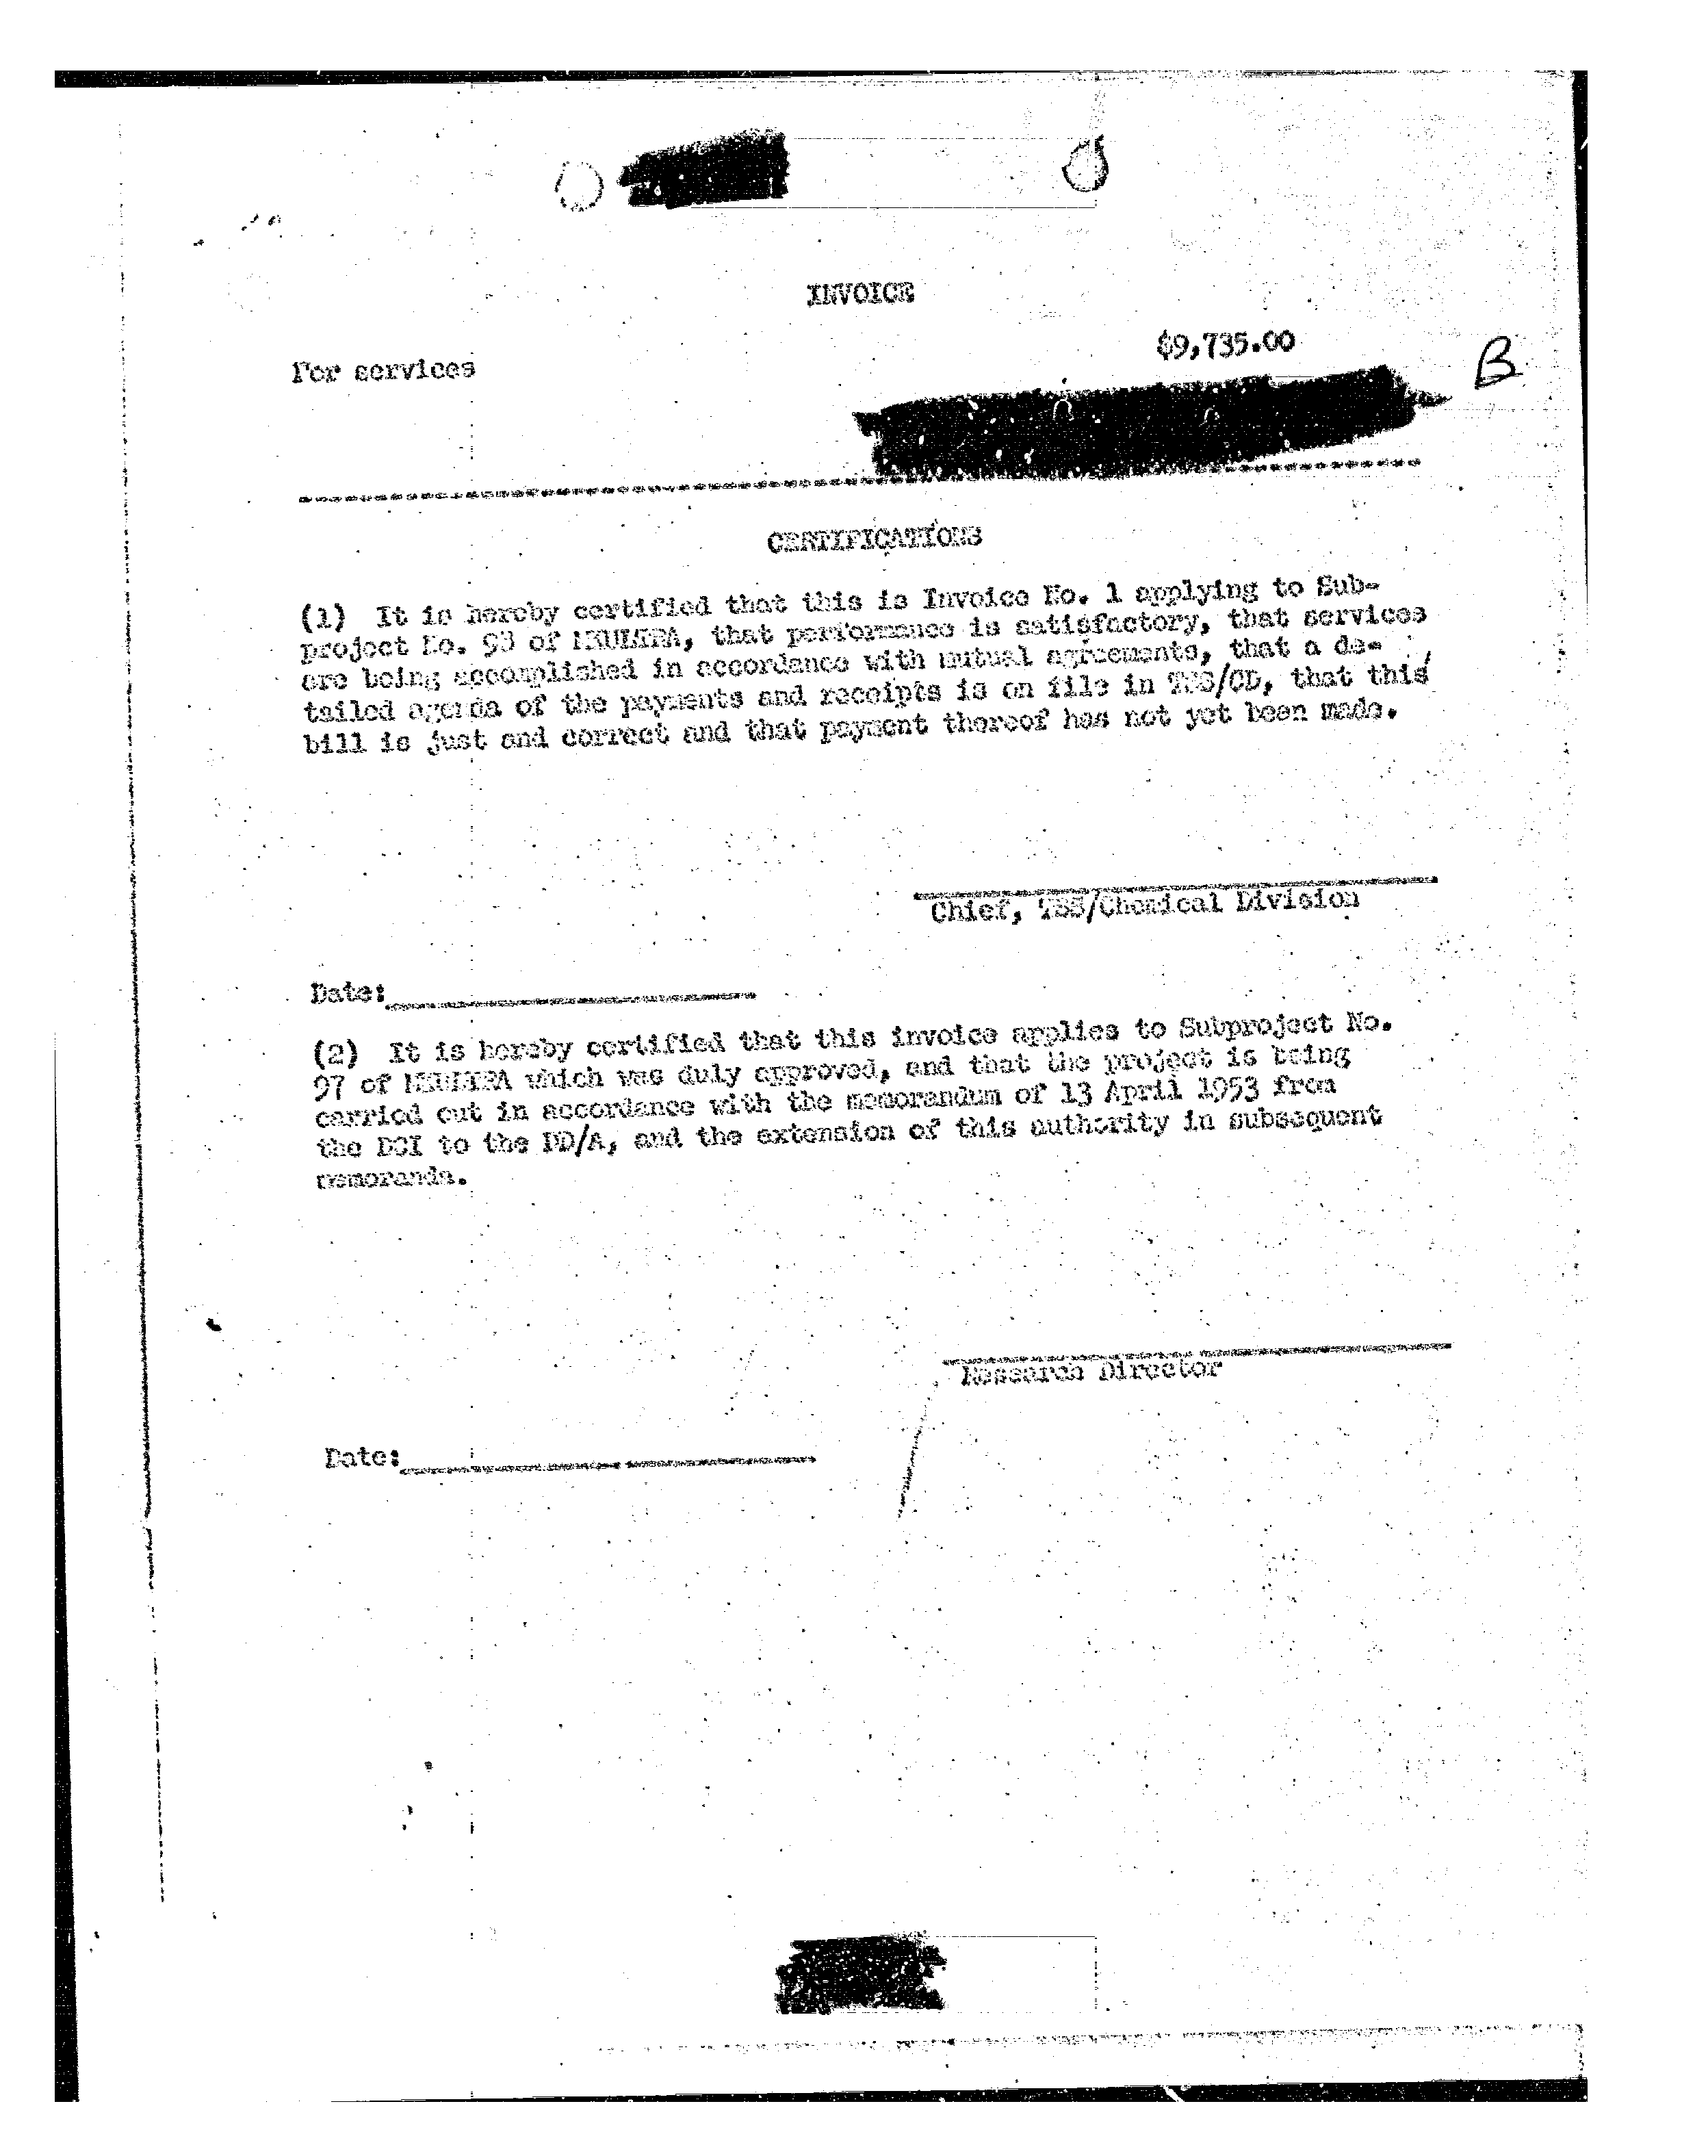 INVOICE
$9,735.00
For services
B
CERTIFICATIONS
(1) It is hereby certified that this is Invoice No. 1 applying to Sub-
project No. of MKULTRA, that performance is satisfactory, that services
are being accomplished in accordance with mutual agreements, that a de-
tailed agenda of the payments and receipts is on file in TSS/CD, that this
bill is just and correct and that payment thereof has not yet been made.
Chief, TSS/Chemical Division
Date:
(2) It is hereby certified that this invoice applies to Subproject No.
97 of MKULTRA which was duly approved, and that the project is being
carried out in accordance with the memorandum of 13 April 1953 from
the DCI to the DD/A, and the extension of this authority in subsequent
memoranda.
Research Director
Date: